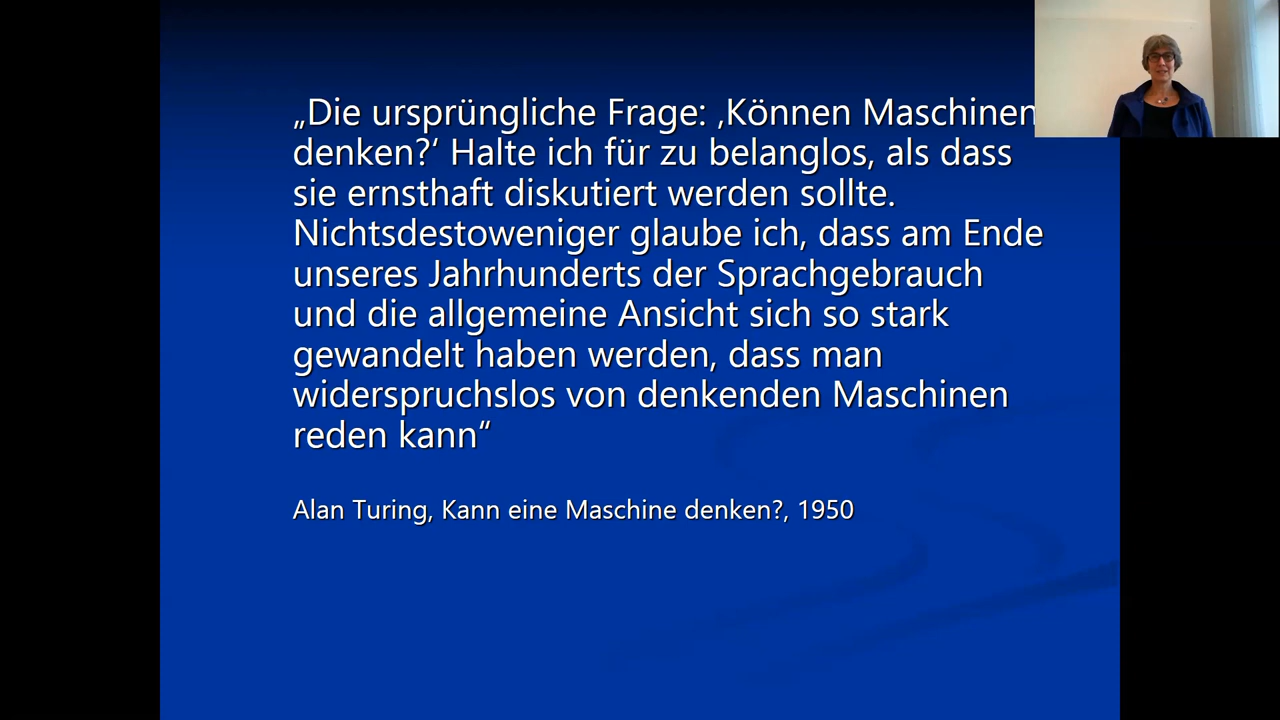 „Die ursprüngliche Frage: ‚Können Maschinen
denken?‘ Halte ich für zu belanglos, als dass
sie ernsthaft diskutiert werden sollte.
Nichtsdestoweniger glaube ich, dass am Ende
unseres Jahrhunderts der Sprachgebrauch
und die allgemeine Ansicht sich so stark
gewandelt haben werden, dass man
widerspruchslos von denkenden Maschinen
reden kann“
Alan Turing, Kann eine Maschine denken?, 1950